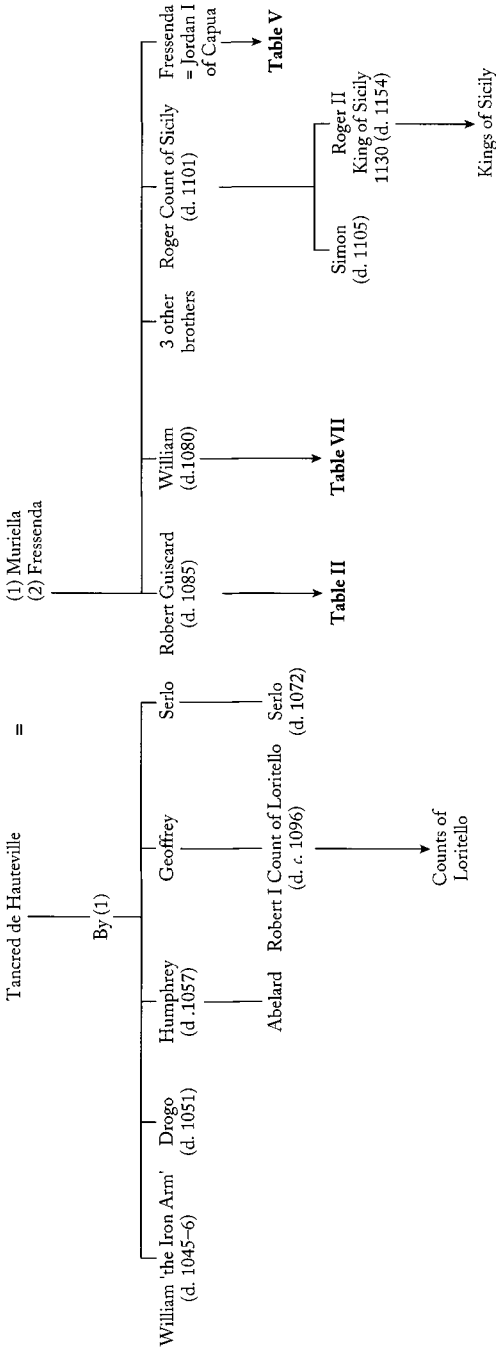 Tancred de Hauteville = (1) Muriella
(2) Fressenda
By (1)
William 'the Iron Arm'
(d. 1045–6)
Drogo
(d. 1051)
Humphrey
(d .1057)
Geoffrey
Serlo
Robert Guiscard
(d. 1085)
William
(d.1080)
3 other
brothers
Roger Count of Sicily
(d. 1101)
Fressenda
= Jordan I
of Capua
Abelard
Robert I Count of Loritello
(d. c. 1096)
Serlo
(d. 1072)
Table II
Table VII
Table V
Simon
(d. 1105)
Roger II
King of Sicily
1130 (d. 1154)
Counts of
Loritello
Kings of Sicily